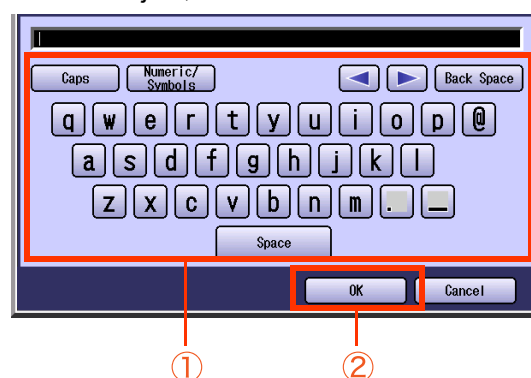 Caps Numeric/ Back Space
Symbols
q w e r t y u i o p @
a s d f g h j k l
z x c v b n m . _
Space
OK Cancel
① ②